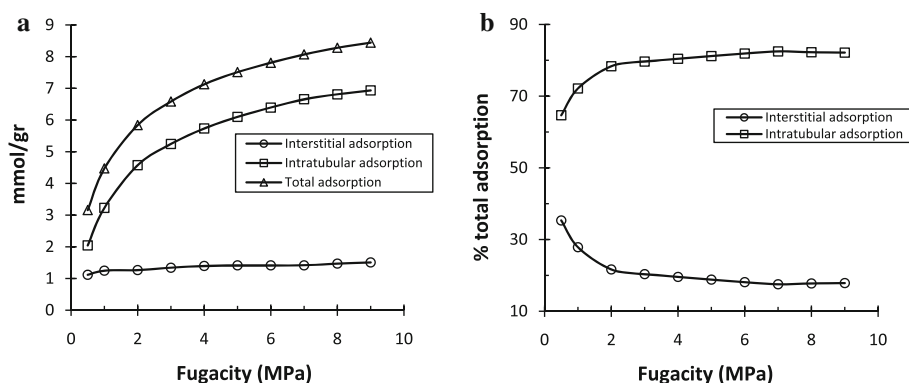 a
mmol/gr
9
8
7
6
5
4
3
2
1
0
Interstitial adsorption
Intratubular adsorption
Total adsorption
0 2 4 6 8 10
Fugacity (MPa)
b
% total adsorption
90
70
50
30
10
Interstitial adsorption
Intratubular adsorption
0 2 4 6 8 10
Fugacity (MPa)